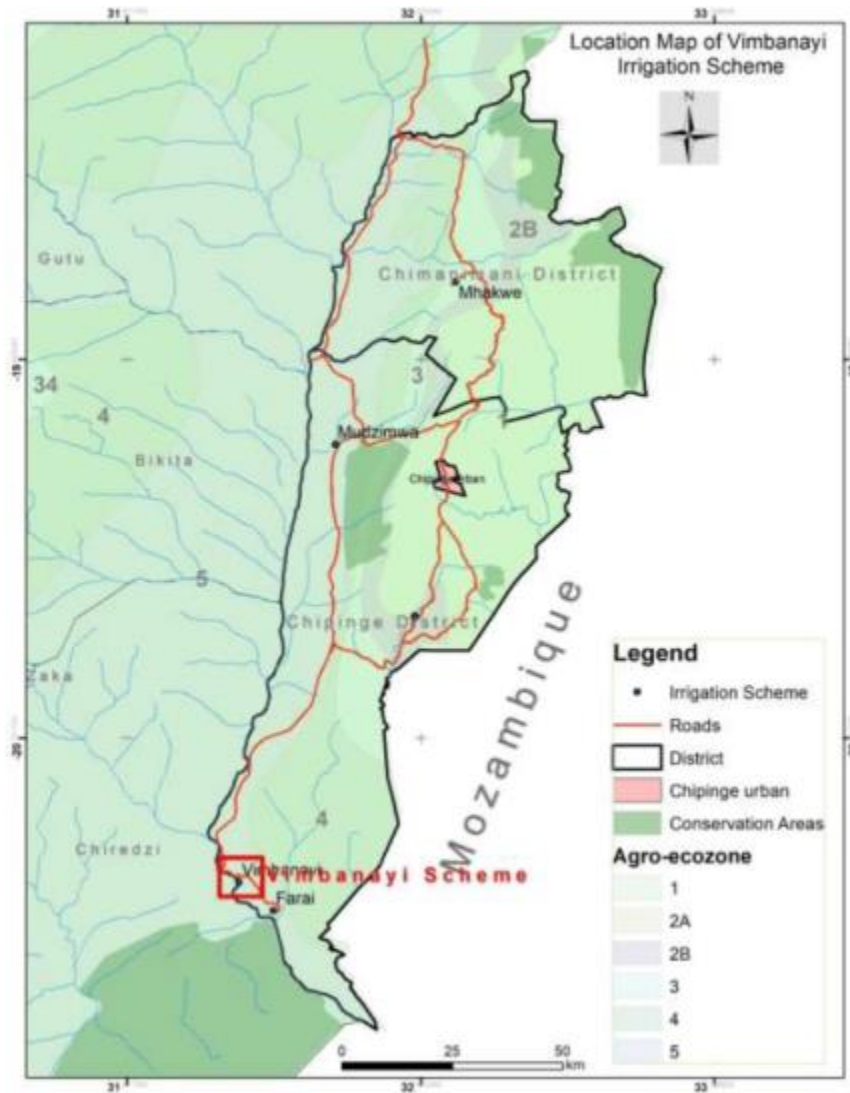 31
32
33
Location Map of Vimbanayi
Irrigation Scheme
N
2B
Gutu
Chimanimani District
Mhakwe
-19
3
34
4
Mudzimwa
Bikita
Chipinge urban
5
Chipinge District
Zaka
Mozambique
-20
4
Chiredzi
Vimbanayi
Vimbanayi Scheme
Farai
Legend
Irrigation Scheme
Roads
District
Chipinge urban
Conservation Areas
Agro-ecozone
1
2A
2B
3
4
5
0 25 50
km
31
32
33